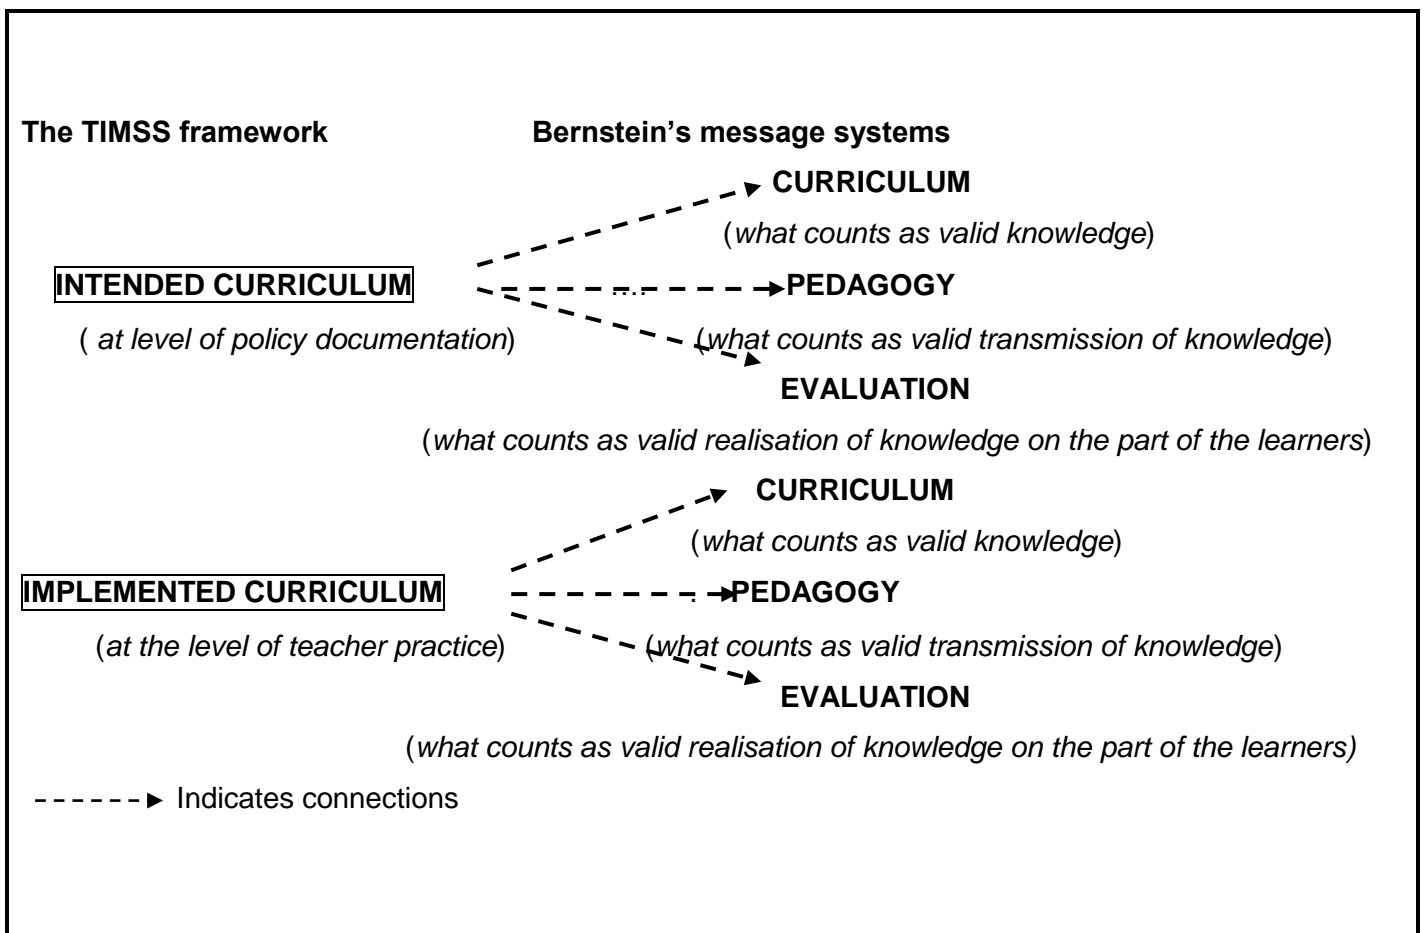 The TIMSS framework Bernstein’s message systems
CURRICULUM
(what counts as valid knowledge)
INTENDED CURRICULUM .... PEDAGOGY
( at level of policy documentation) (what counts as valid transmission of knowledge)
EVALUATION
(what counts as valid realisation of knowledge on the part of the learners)
CURRICULUM
(what counts as valid knowledge)
IMPLEMENTED CURRICULUM . PEDAGOGY
(at the level of teacher practice) (what counts as valid transmission of knowledge)
EVALUATION
(what counts as valid realisation of knowledge on the part of the learners)
Indicates connections